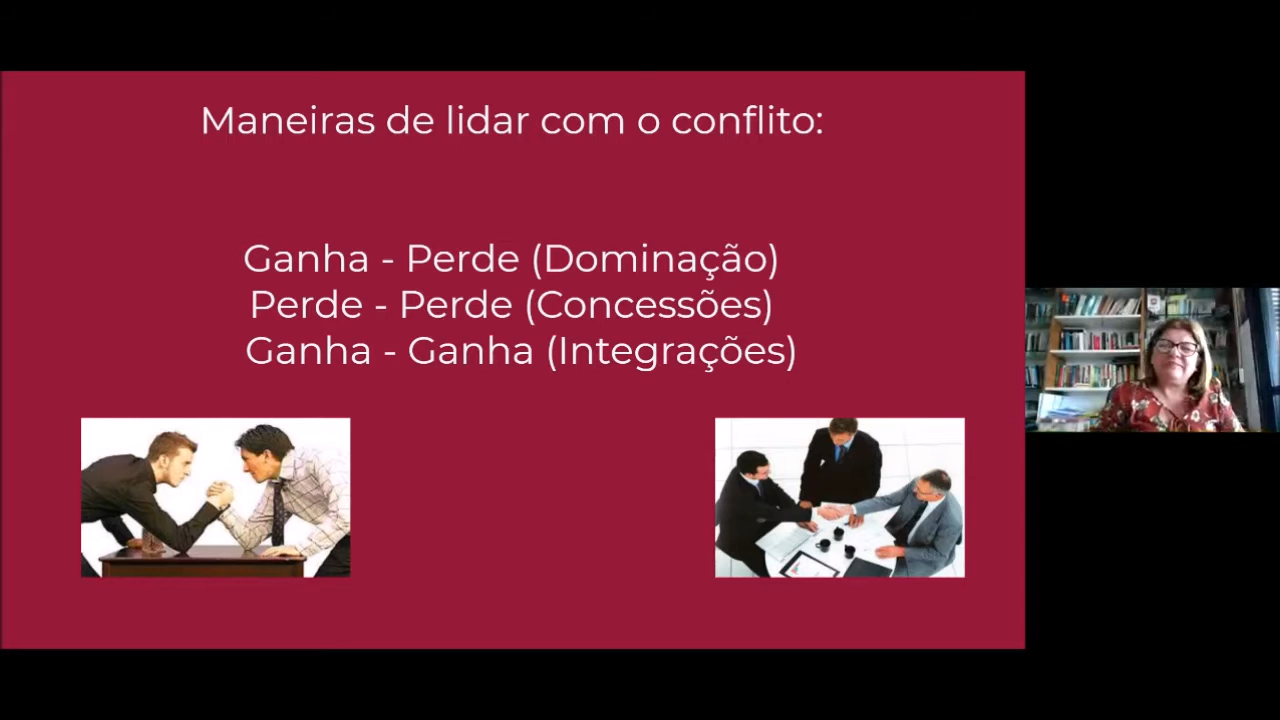 Maneiras de lidar com o conflito:
Ganha - Perde (Dominação)
Perde - Perde (Concessões)
Ganha - Ganha (Integrações)